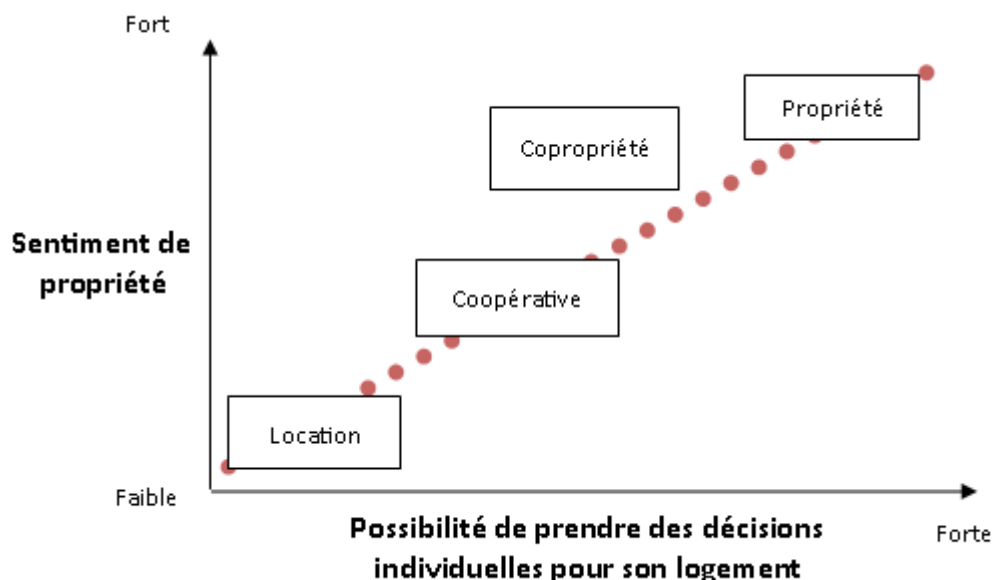 Fort
Propriété
Copropriété
Sentiment de
propriété
Coopérative
Location
Faible
Possibilité de prendre des décisions
individuelles pour son logement
Forte